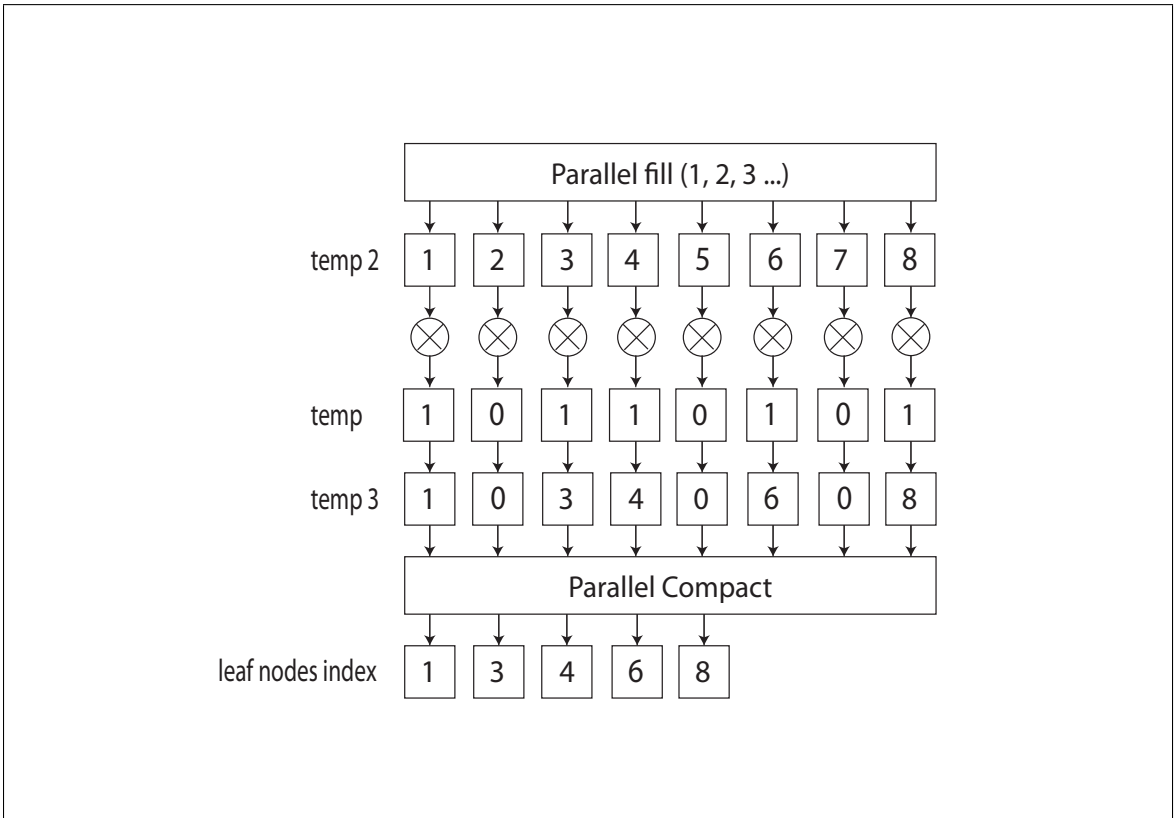 Parallel fill (1, 2, 3 ...)
temp 2 1 2 3 4 5 6 7 8
temp 1 0 1 1 0 1 0 1
temp 3 1 0 3 4 0 6 0 8
Parallel Compact
leaf nodes index 1 3 4 6 8